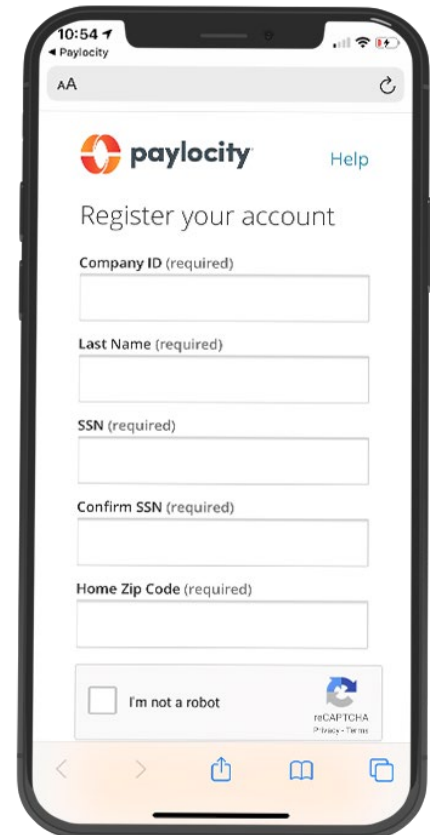 10:54
Paylocity
AA
paylocity
Help
Register your account
Company ID (required)
Last Name (required)
SSN (required)
Confirm SSN (required)
Home Zip Code (required)
I'm not a robot
reCAPTCHA
Privacy - Terms